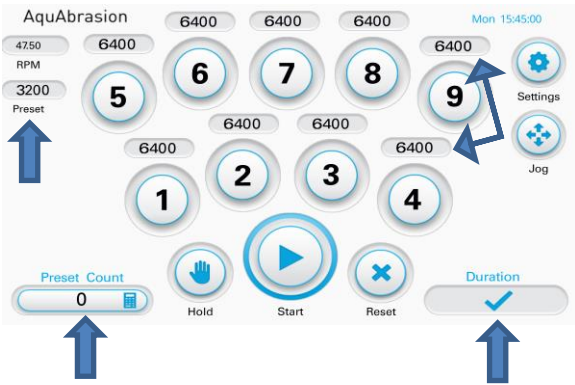 AquAbrasion
6400 6400 6400
Mon 15:45:00
47.50
RPM
6400
6400
3200
Preset
5
6
7
8
9
Settings
6400 6400
6400
6400
Jog
1
2
3
4
Preset Count
0
Hold
Start
Reset
Duration